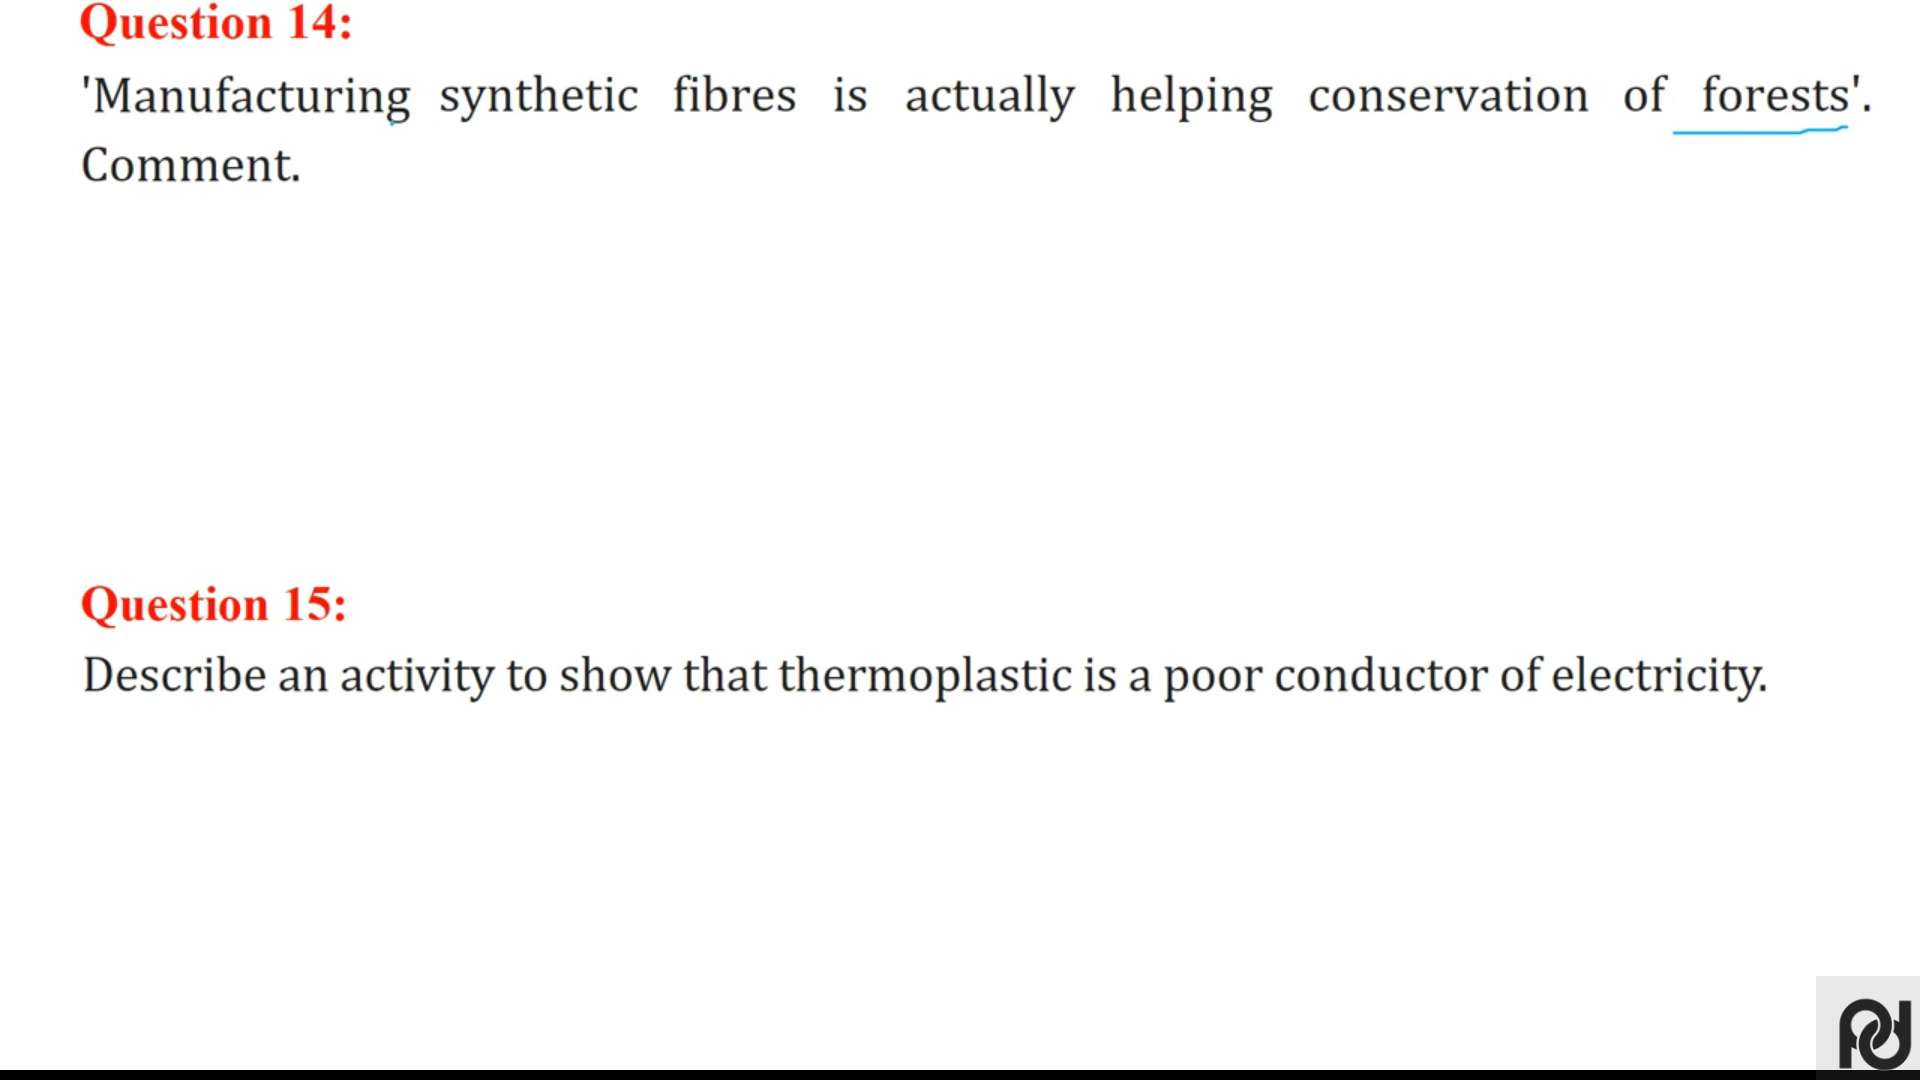 Question 14:
'Manufacturing synthetic fibres is actually helping conservation of forests'.
Comment.
Question 15:
Describe an activity to show that thermoplastic is a poor conductor of electricity.